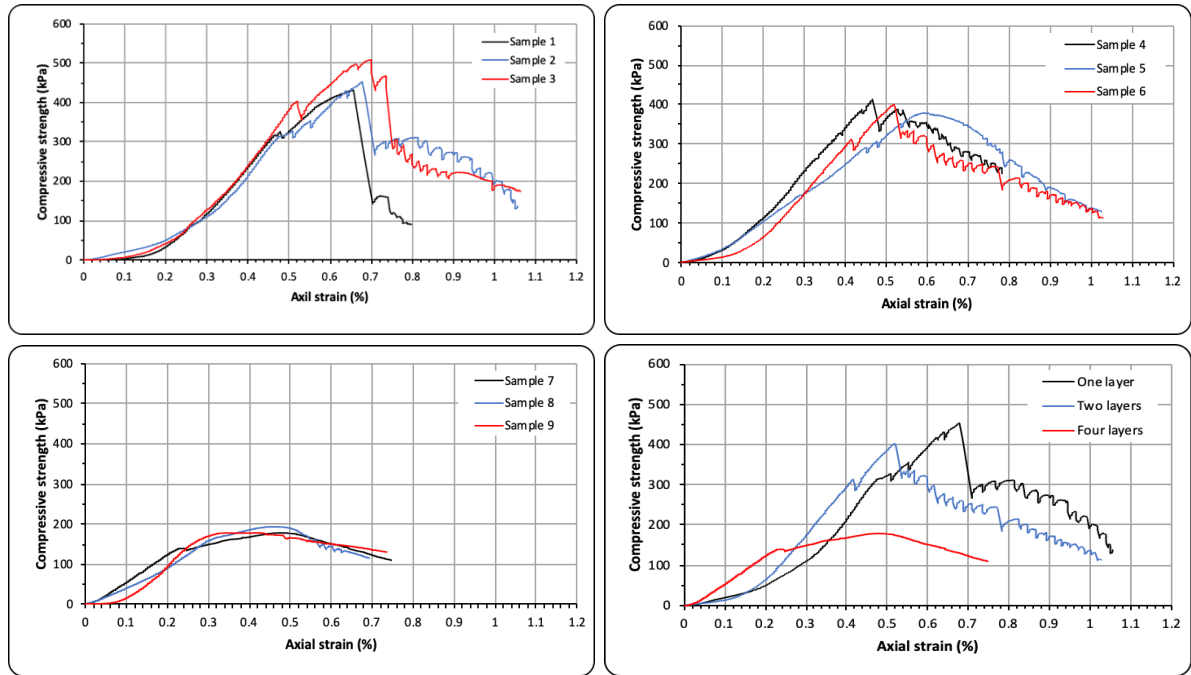 600
500
400
300
200
100
0
Compressive strength (kPa)
Sample 1
Sample 2
Sample 3
0 0.1 0.2 0.3 0.4 0.5 0.6 0.7 0.8 0.9 1 1.1 1.2
Axil strain (%)
600
500
400
300
200
100
0
Compressive strength (kPa)
Sample 4
Sample 5
Sample 6
0 0.1 0.2 0.3 0.4 0.5 0.6 0.7 0.8 0.9 1 1.1 1.2
Axial strain (%)
600
500
400
300
200
100
0
Compressive strength (kPa)
Sample 7
Sample 8
Sample 9
0 0.1 0.2 0.3 0.4 0.5 0.6 0.7 0.8 0.9 1 1.1 1.2
Axial strain (%)
600
500
400
300
200
100
0
Compressive strength (kPa)
One layer
Two layers
Four layers
0 0.1 0.2 0.3 0.4 0.5 0.6 0.7 0.8 0.9 1 1.1 1.2
Axial strain (%)